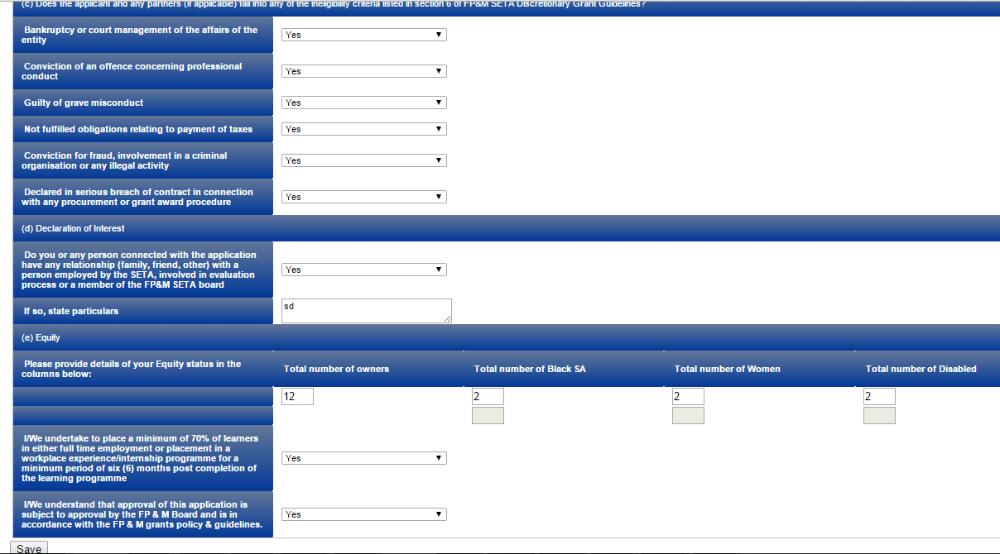 (c) Does the applicant and any partners (if applicable) fall into any of the ineligibility criteria listed in section 6 of FP&M SETA Discretionary Grant Guidelines?
Bankruptcy or court management of the affairs of the
entity
Yes
Conviction of an offence concerning professional
conduct
Yes
Guilty of grave misconduct
Yes
Not fulfilled obligations relating to payment of taxes
Yes
Conviction for fraud, involvement in a criminal
organisation or any illegal activity
Yes
Declared in serious breach of contract in connection
with any procurement or grant award procedure
Yes
(d) Declaration of Interest
Do you or any person connected with the application
have any relationship (family, friend, other) with a
person employed by the SETA, involved in evaluation
process or a member of the FP&M SETA board
Yes
If so, state particulars
sd
(e) Equity
Please provide details of your Equity status in the
columns below:
Total number of owners
Total number of Black SA
Total number of Women
Total number of Disabled
12
2
2
2
I/We undertake to place a minimum of 70% of learners
in either full time employment or placement in a
workplace experience/internship programme for a
minimum period of six (6) months post completion of
the learning programme
Yes
I/We understand that approval of this application is
subject to approval by the FP & M Board and is in
accordance with the FP & M grants policy & guidelines.
Yes
Save